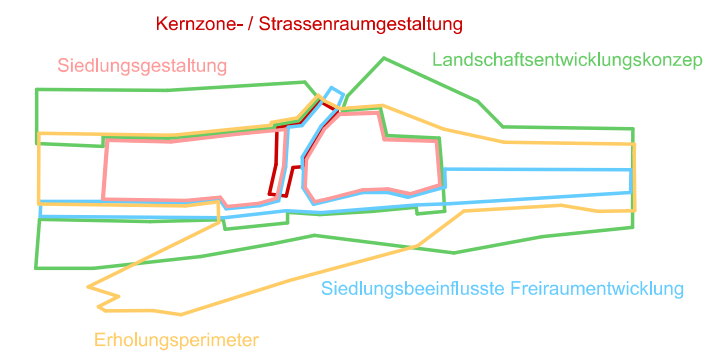 Kernzone- / Strassenraumgestaltung
Siedlungsgestaltung
Landschaftsentwicklungskonzep
Siedlungsbeeinflusste Freiraumentwicklung
Erholungsperimeter